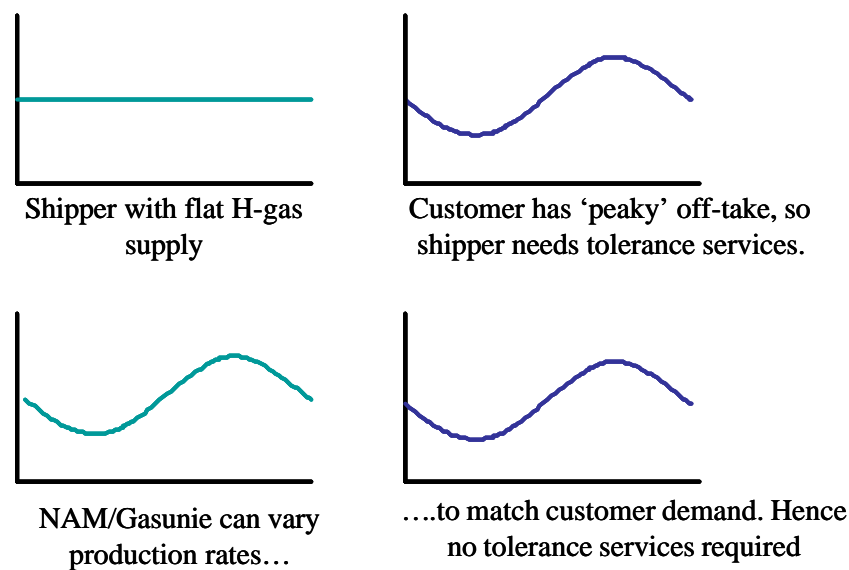 Shipper with flat H-gas
supply
Customer has ‘peaky’ off-take, so
shipper needs tolerance services.
NAM/Gasunie can vary
production rates…
….to match customer demand. Hence
no tolerance services required